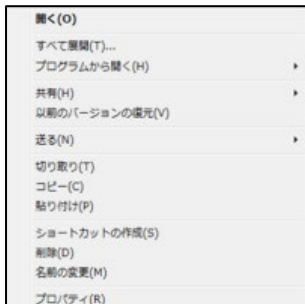 開く(O)
すべて展開(T)...
プログラムから開く(H)
共有(H)
以前のバージョンの復元(V)
送る(N)
切り取り(T)
コピー(C)
貼り付け(P)
ショートカットの作成(S)
削除(D)
名前の変更(M)
プロパティ(R)